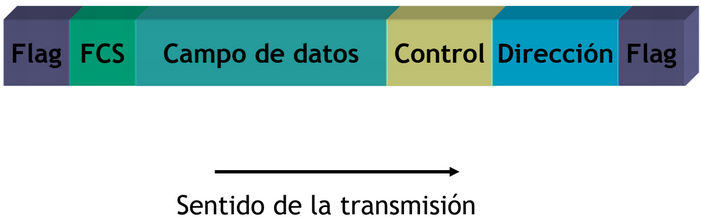 Flag FCS Campo de datos Control Dirección Flag
Sentido de la transmisión